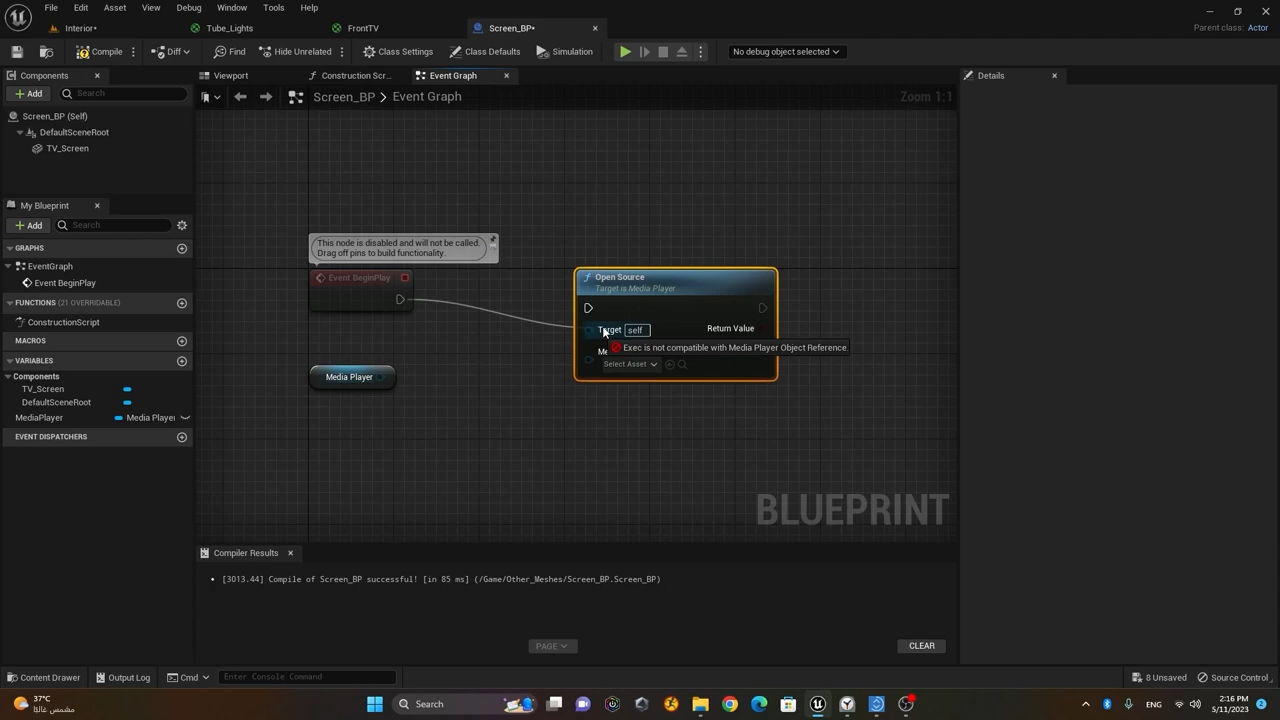 File Edit Asset View Debug Window Tools Help
Interior• Tube_Lights FrontTV Screen_BP•
Parent class: Actor
Compile Diff Find Hide Unrelated Class Settings Class Defaults Simulation No debug object selected
Components Viewport Construction Scr... Event Graph Details
Add Search Screen_BP > Event Graph Zoom 1:1
Screen_BP (Self)
DefaultSceneRoot
TV_Screen
My Blueprint
Add Search
GRAPHS
EventGraph
Event BeginPlay
FUNCTIONS (21 OVERRIDABLE)
ConstructionScript
MACROS
VARIABLES
Components
TV_Screen
DefaultSceneRoot
MediaPlayer Media Player
EVENT DISPATCHERS
This node is disabled and will not be called.
Drag off pins to build functionality.
Event BeginPlay
Media Player
Open Source
Target is Media Player
Target self Return Value
Exec is not compatible with Media Player Object Reference.
Me
Select Asset
BLUEPRINT
Compiler Results
• [3013.44] Compile of Screen_BP successful! [in 85 ms] (/Game/Other_Meshes/Screen_BP.Screen_BP)
PAGE CLEAR
Content Drawer Output Log Cmd Enter Console Command 8 Unsaved Source Control
37°C
Search
ENG
2:16 PM
5/11/2023